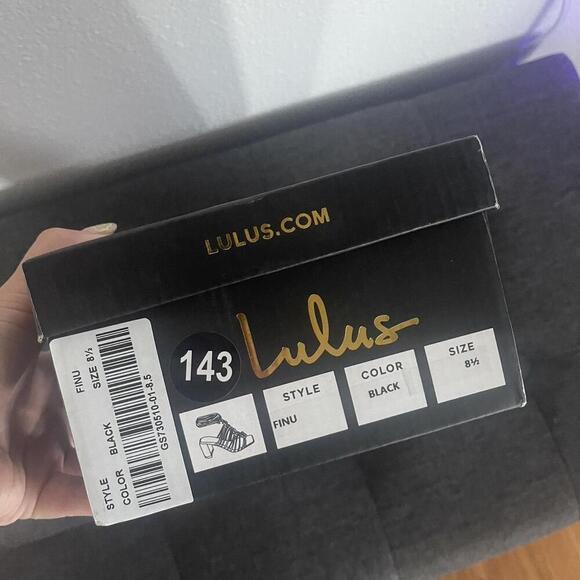 LULUS.COM
Lulus
143
STYLE
FINU
COLOR
BLACK
SIZE
8½
STYLE FINU
COLOR BLACK SIZE 8½
GS730510-01-8.5